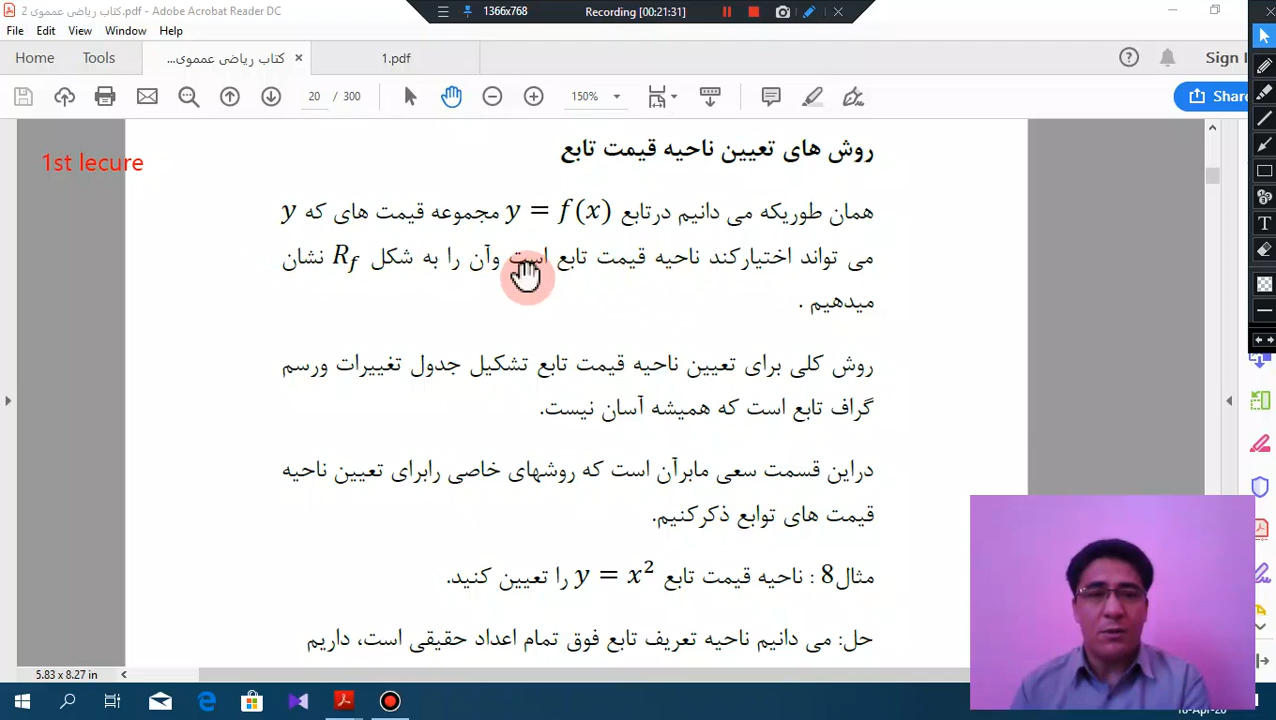 2 کتاب ریاضی عمموی.pdf - Adobe Acrobat Reader DC
1366x768
Recording [00:21:31]
File Edit View Window Help
Home Tools
کتاب ریاضی عمموی...
1.pdf
Sign I
20 / 300
150%
Share
1st lecure
روش های تعیین ناحیه قیمت تابع
همان طوریکه می دانیم درتابع y = f(x) مجموعه قیمت های که y
می تواند اختیارکند ناحیه قیمت تابع است وآن را به شکل R_f نشان
میدهیم .
روش کلی برای تعیین ناحیه قیمت تابع تشکیل جدول تغییرات ورسم
گراف تابع است که همیشه آسان نیست.
دراین قسمت سعی مابرآن است که روشهای خاصی رابرای تعیین ناحیه
قیمت های توابع ذکرکنیم.
مثال8 : ناحیه قیمت تابع y = x² را تعیین کنید.
حل: می دانیم ناحیه تعریف تابع فوق تمام اعداد حقیقی است، داریم
5.83 x 8.27 in